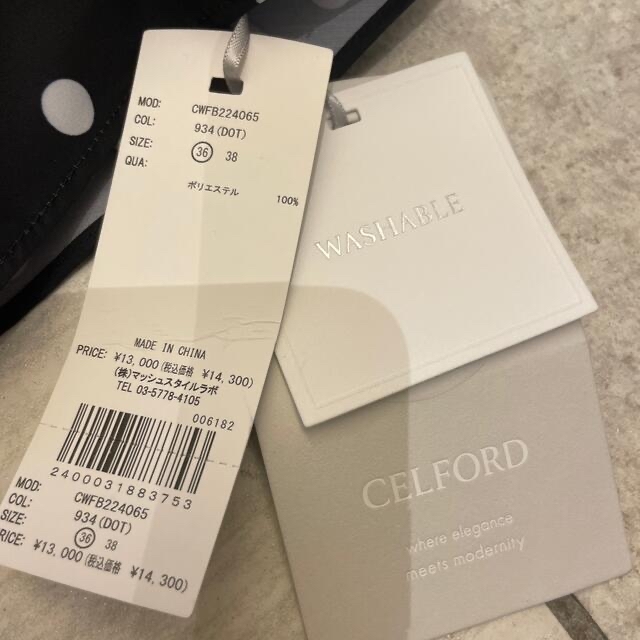 MOD: CWFB224065
COL: 934(DOT)
SIZE: 36 38
QUA:
ポリエステル 100%
MADE IN CHINA
PRICE: ¥13,000(税込価格 ¥14,300)
(株)マッシュスタイルラボ
TEL 03-5778-4105
006182
2400031883753
MOD: CWFB224065
COL: 934(DOT)
SIZE: 36 38
PRICE: ¥13,000(税込価格 ¥14,300)
WASHABLE
CELFORD
where elegance
meets modernity